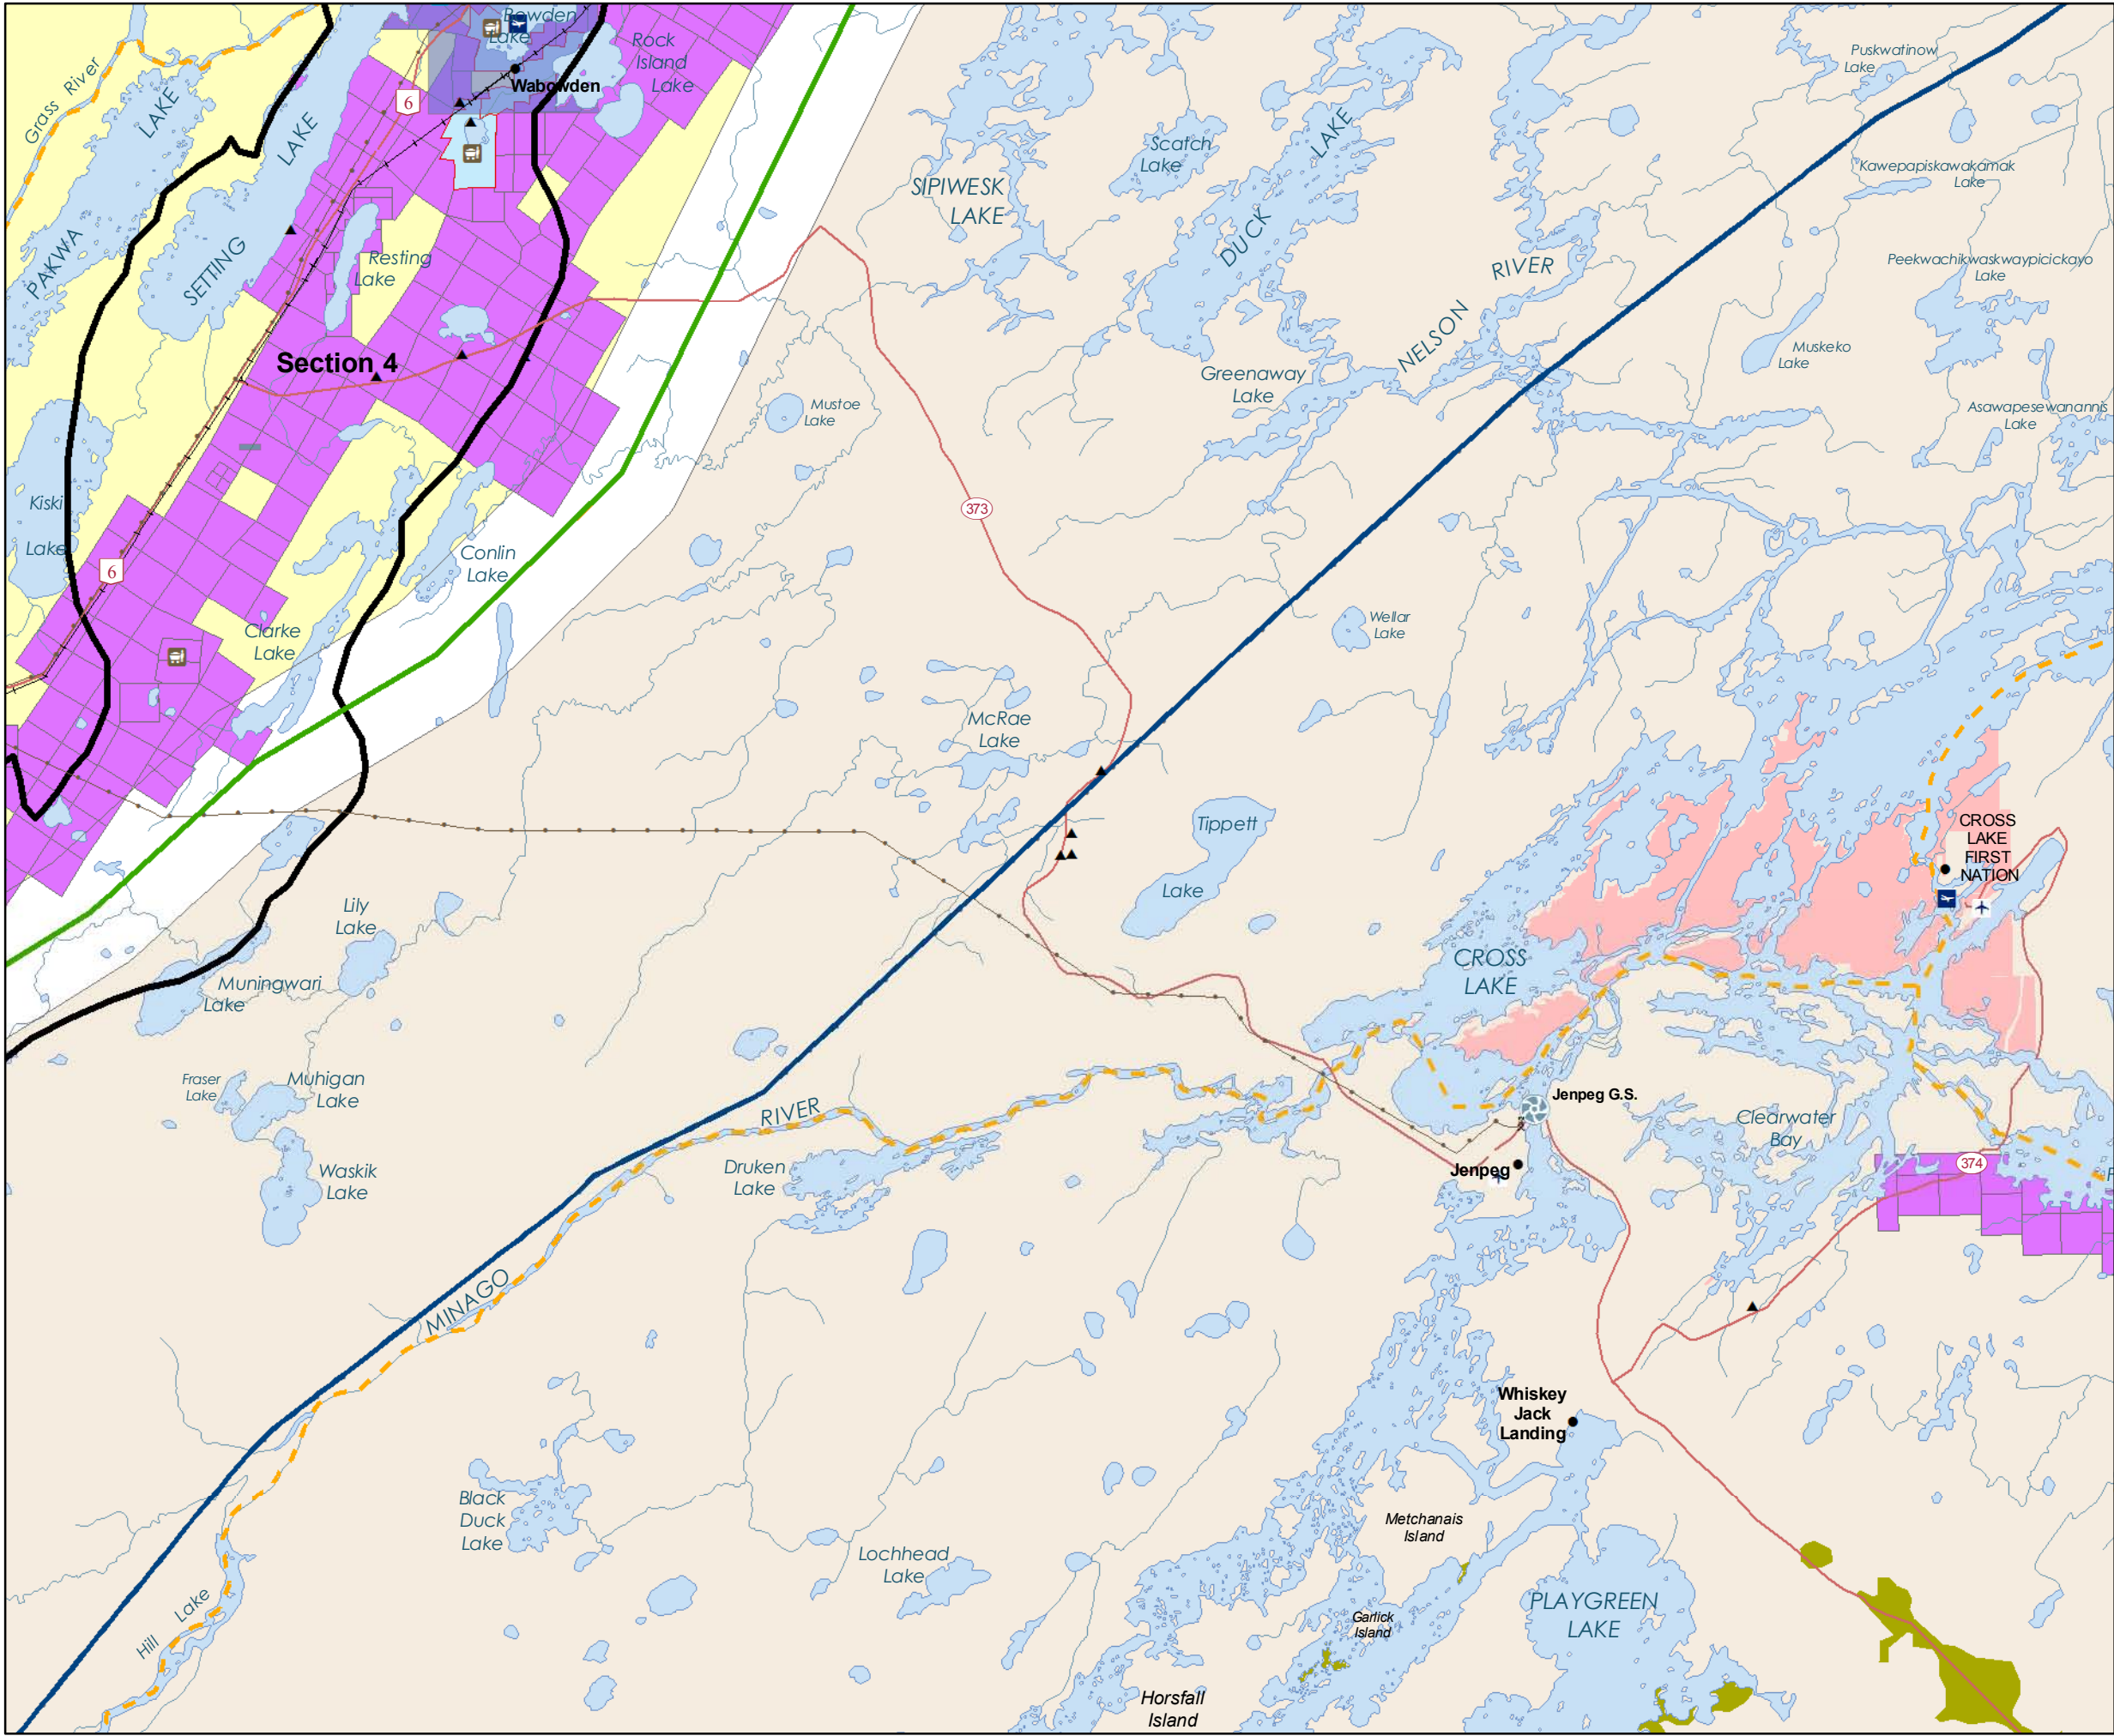 Bowden
Lake
Rock
Island
Lake
Wabowden
Grass River
PAKWA
LAKE
SETTING
LAKE
6
Resting
Lake
Section 4
Kiski
Lake
6
Conlin
Lake
Clarke
Lake
Puskwatinow
Lake
Scatch
Lake
DUCK
LAKE
SIPIWESK
LAKE
Kawepapiskawakamak
Lake
NELSON
RIVER
Peekwachikwaskwaypicickayo
Lake
Muskeko
Lake
Greenaway
Lake
Mustoe
Lake
Asawapesewanannis
Lake
373
Wellar
Lake
McRae
Lake
Tippett
Lake
CROSS
LAKE
FIRST
NATION
Lily
Lake
CROSS
LAKE
Muningwari
Lake
Fraser
Lake
Muhigan
Lake
Waskik
Lake
MINAGO
RIVER
Druken
Lake
Jenpeg G.S.
Jenpeg
Clearwater
Bay
374
Whiskey
Jack
Landing
Black
Duck
Lake
Lochhead
Lake
Metchanais
Island
Garlick
Island
PLAYGREEN
LAKE
Hill
Lake
Horsfall
Island